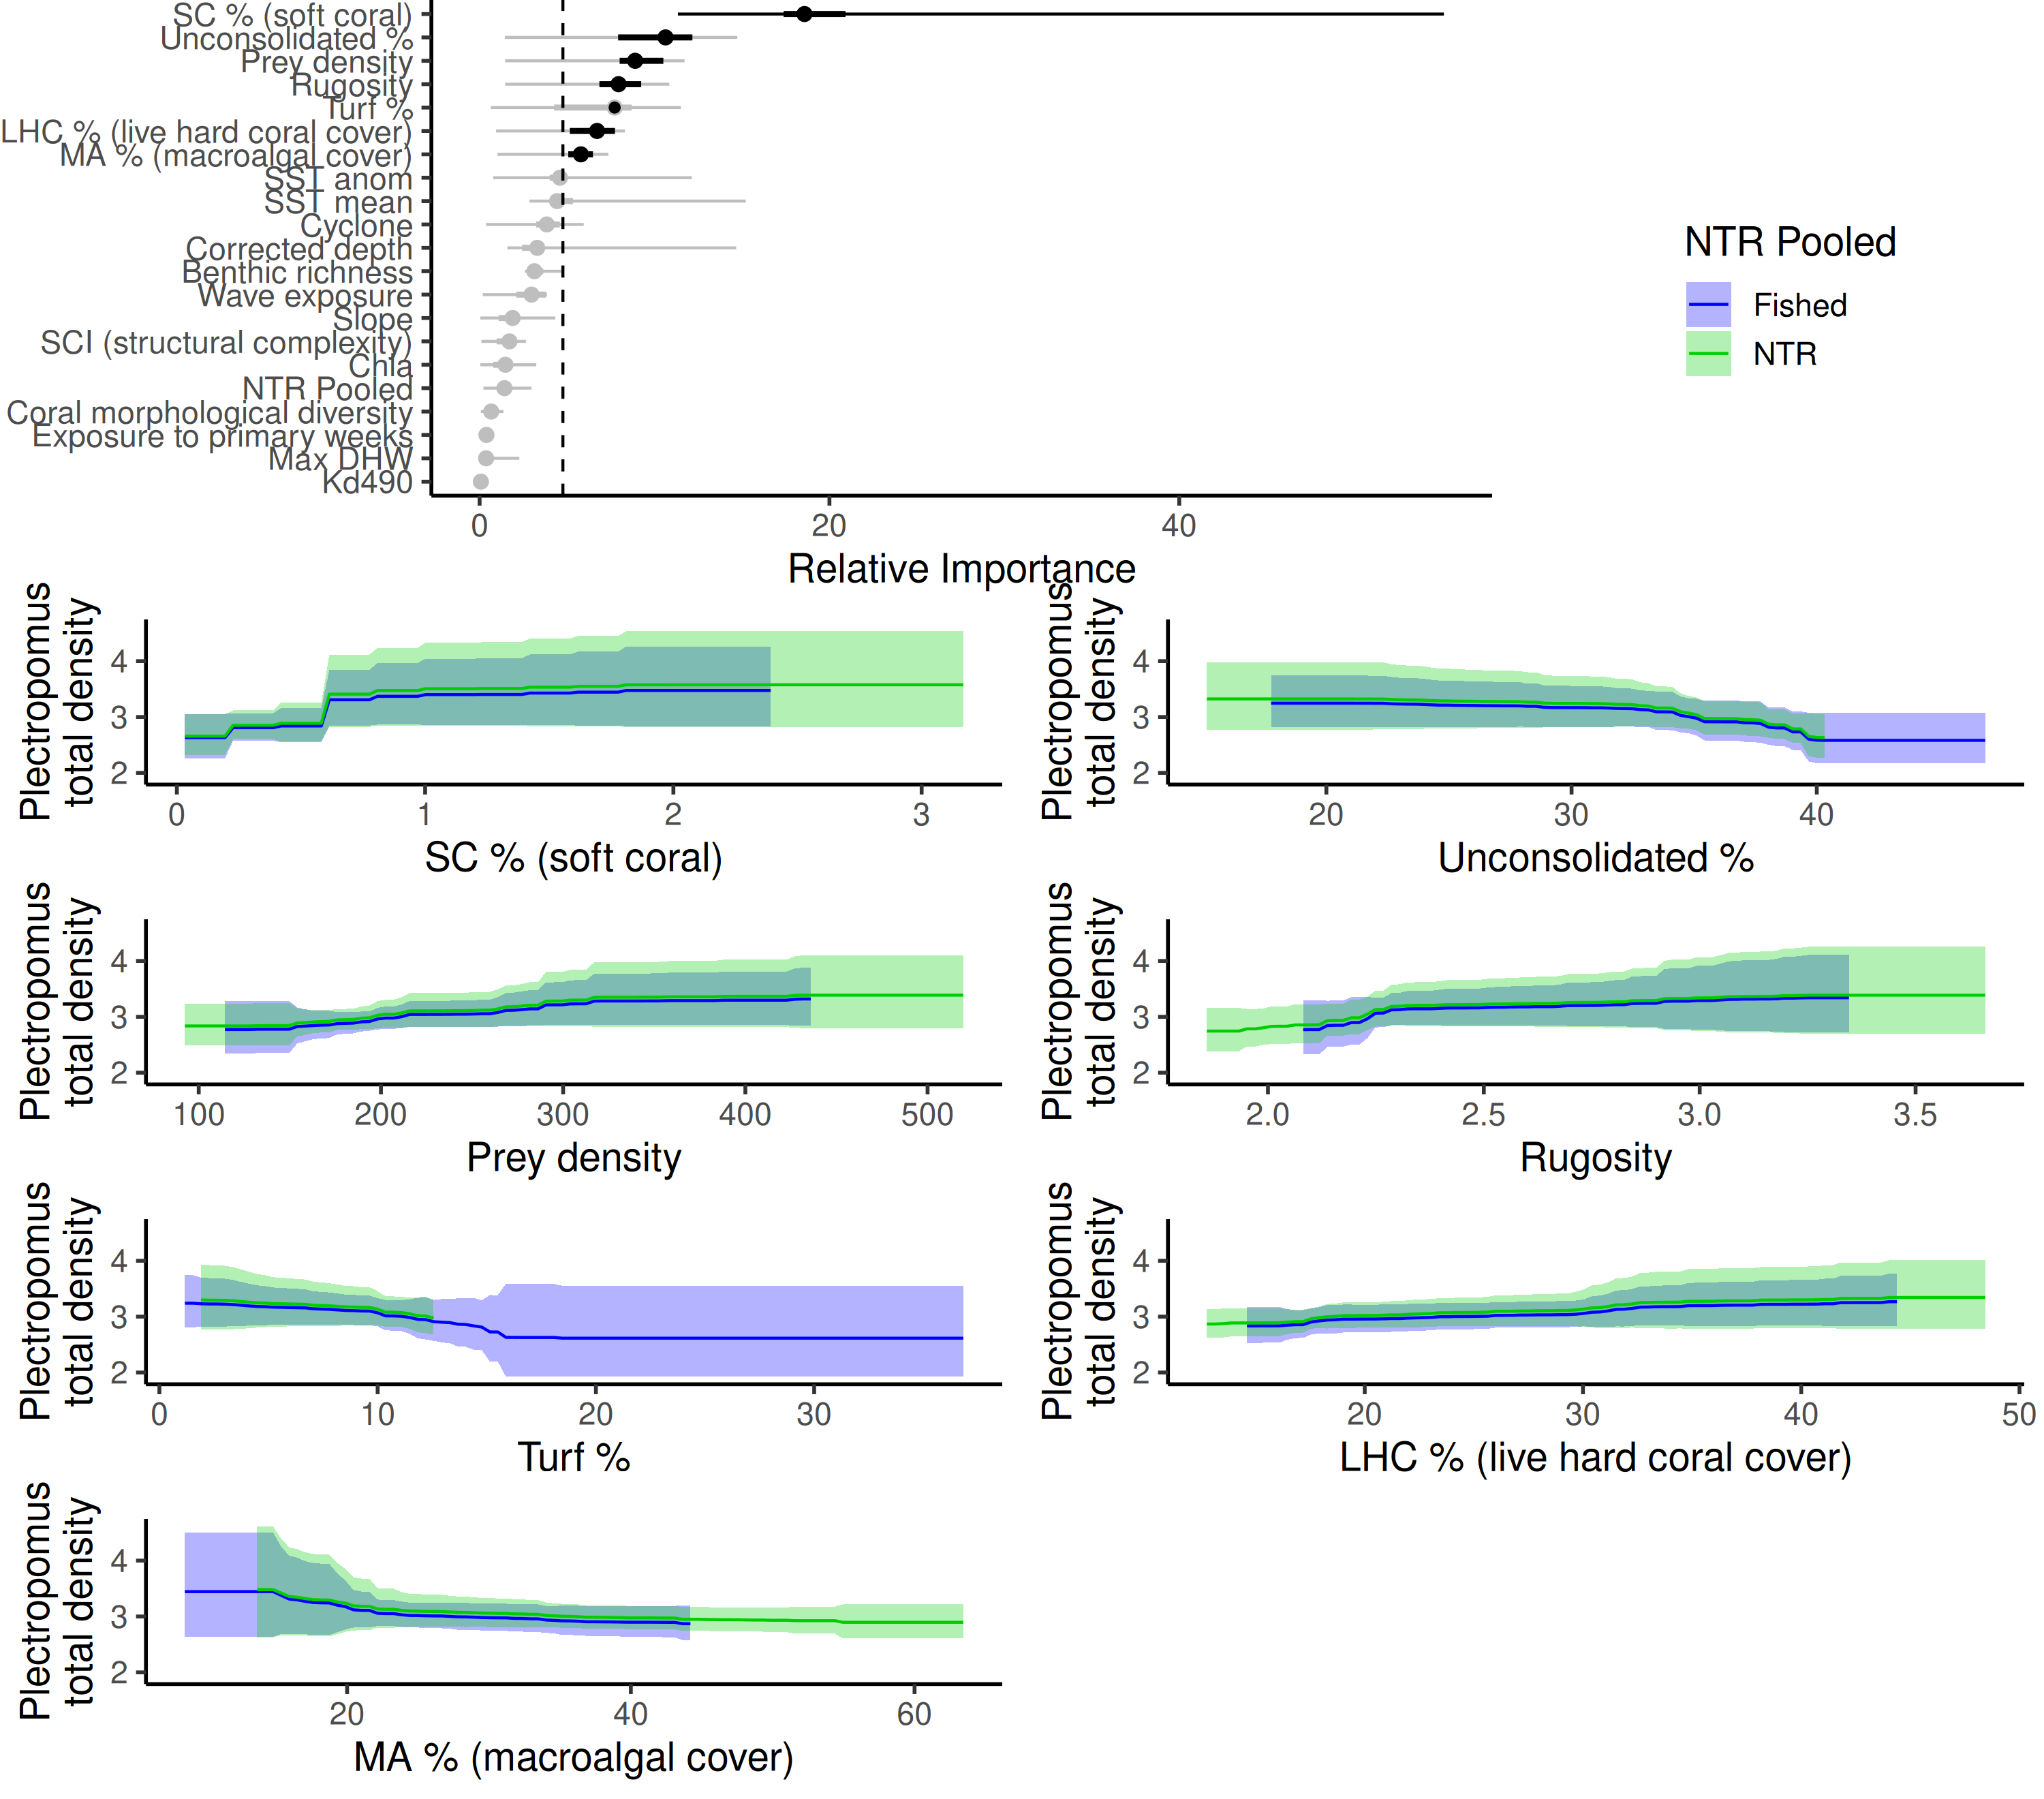 SC % (soft coral)
Unconsolidated %
Prey density
Rugosity
Turf %
LHC % (live hard coral cover)
MA % (macroalgal cover)
SST anom
SST mean
Cyclone
Corrected depth
Benthic richness
Wave exposure
Slope
SCI (structural complexity)
Chla
NTR Pooled
Coral morphological diversity
Exposure to primary weeks
Max DHW
Kd490
0 20 40
Relative Importance
NTR Pooled
Fished
NTR
Plectropomus
total density
4
3
2
0 1 2 3
SC % (soft coral)
Plectropomus
total density
4
3
2
20 30 40
Unconsolidated %
Plectropomus
total density
4
3
2
100 200 300 400 500
Prey density
Plectropomus
total density
4
3
2
2.0 2.5 3.0 3.5
Rugosity
Plectropomus
total density
4
3
2
0 10 20 30
Turf %
Plectropomus
total density
4
3
2
20 30 40 50
LHC % (live hard coral cover)
Plectropomus
total density
4
3
2
20 40 60
MA % (macroalgal cover)